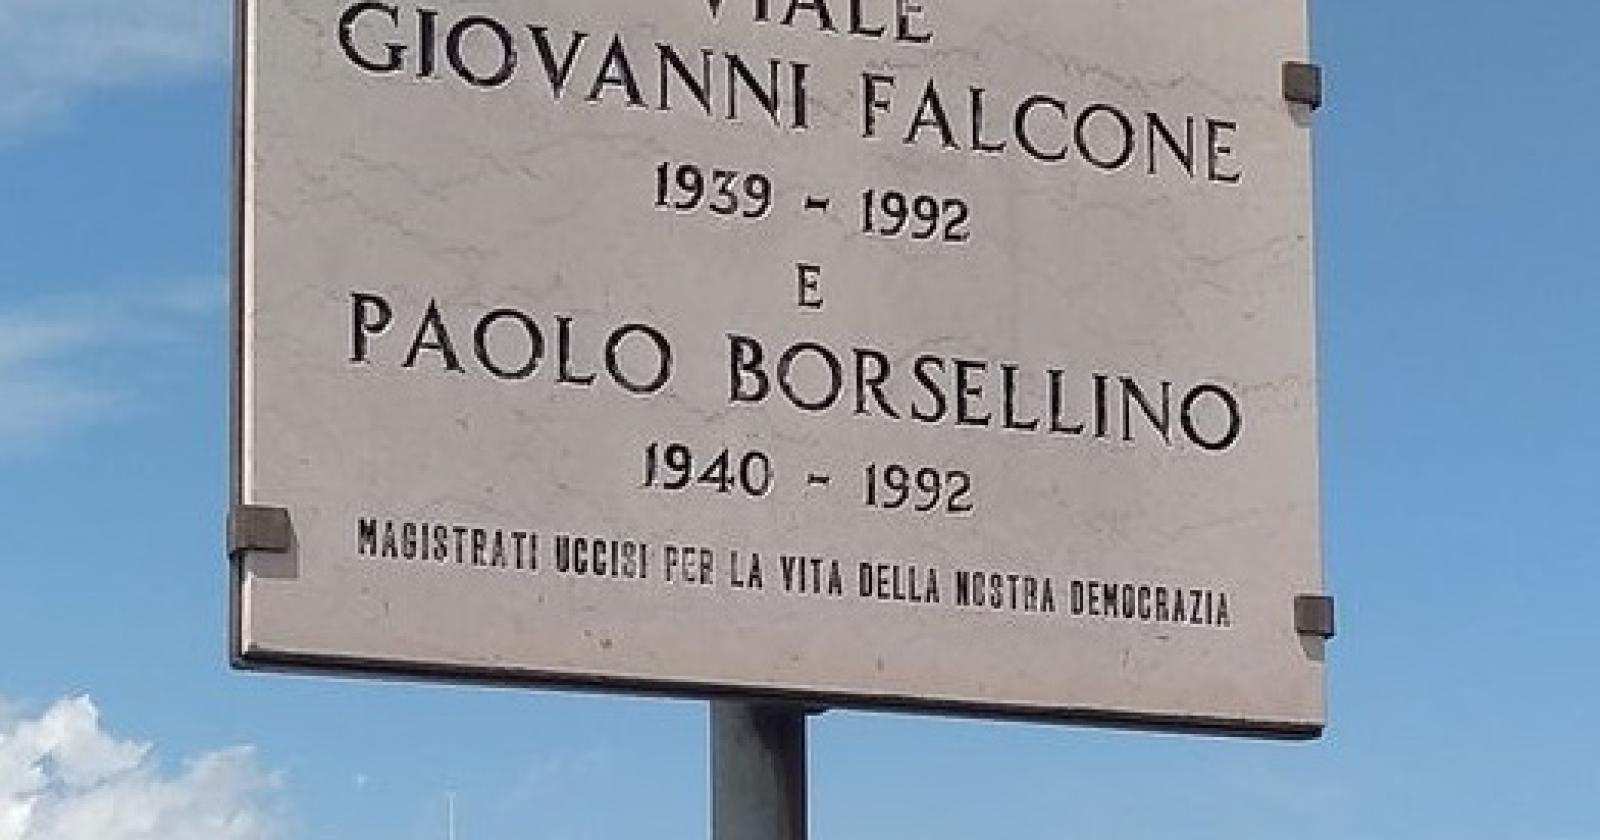 VIALE
GIOVANNI FALCONE
1939 - 1992
E
PAOLO BORSELLINO
1940 - 1992
MAGISTRATI UCCISI PER LA VITA DELLA NOSTRA DEMOCRAZIA